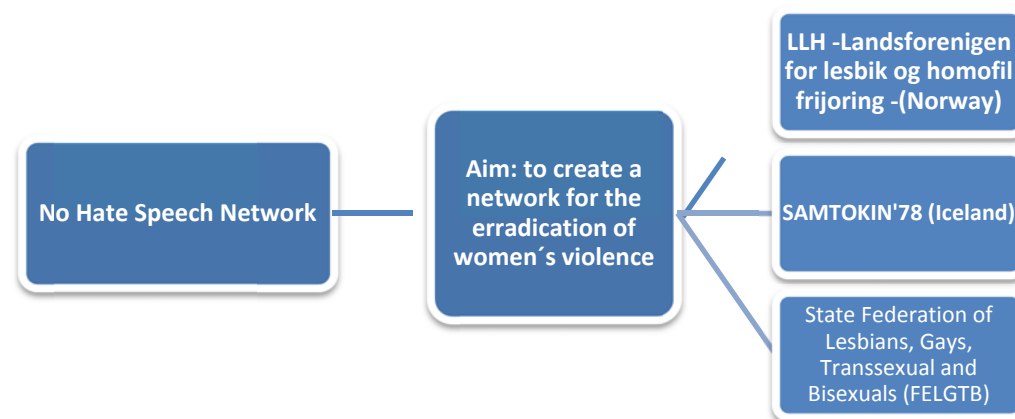 No Hate Speech Network
Aim: to create a
network for the
erradication of
women´s violence
LLH -Landsforenigen
for lesbik og homofil
frijoring -(Norway)
SAMTOKIN'78 (Iceland)
State Federation of
Lesbians, Gays,
Transsexual and
Bisexuals (FELGTB)